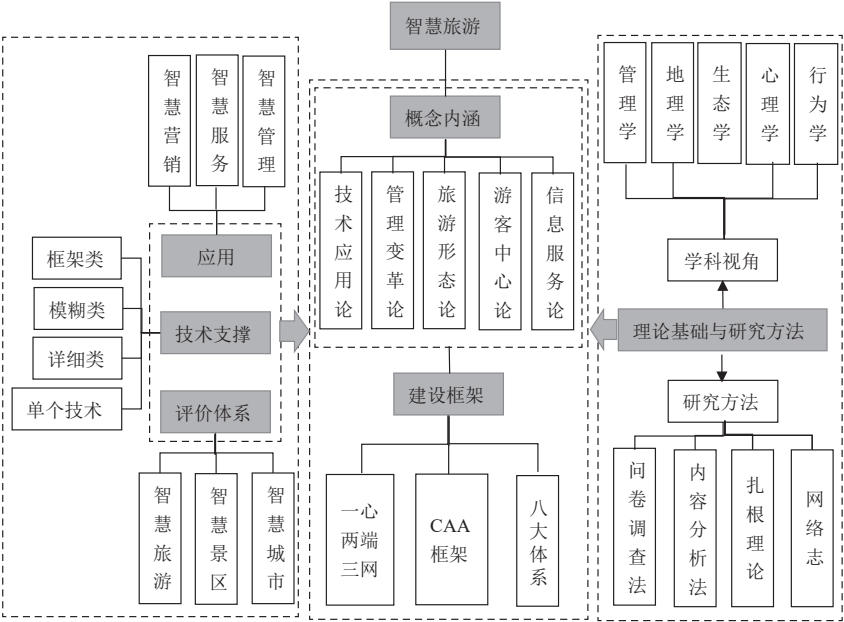 智慧旅游
智慧营销
智慧服务
智慧管理
应用
框架类
模糊类
详细类
单个技术
技术支撑
评价体系
智慧旅游
智慧景区
智慧城市
概念内涵
技术应用论
管理变革论
旅游形态论
游客中心论
信息服务论
建设框架
一心
两端
三网
CAA
框架
八大体系
管理学
地理学
生态学
心理学
行为学
学科视角
理论基础与研究方法
研究方法
问卷调查法
内容分析法
扎根理论
网络志